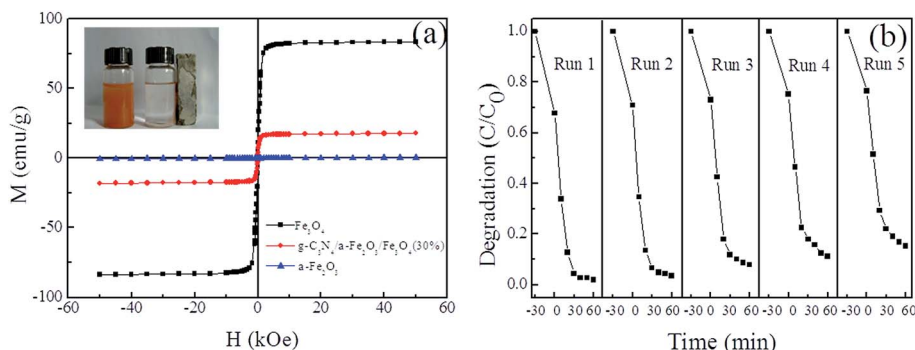 100
50
0
-50
-100
M (emu/g)
-60 -40 -20 0 20 40 60
H (kOe)
(a)
Fe₃O₄
g-C₃N₄/a-Fe₂O₃/Fe₃O₄(30%)
a-Fe₂O₃
1.0
0.8
0.6
0.4
0.2
0.0
Degradation (C/C₀)
(b)
Run 1 Run 2 Run 3 Run 4 Run 5
-30 0 30 60 -30 0 30 60 -30 0 30 60 -30 0 30 60 -30 0 30 60
Time (min)